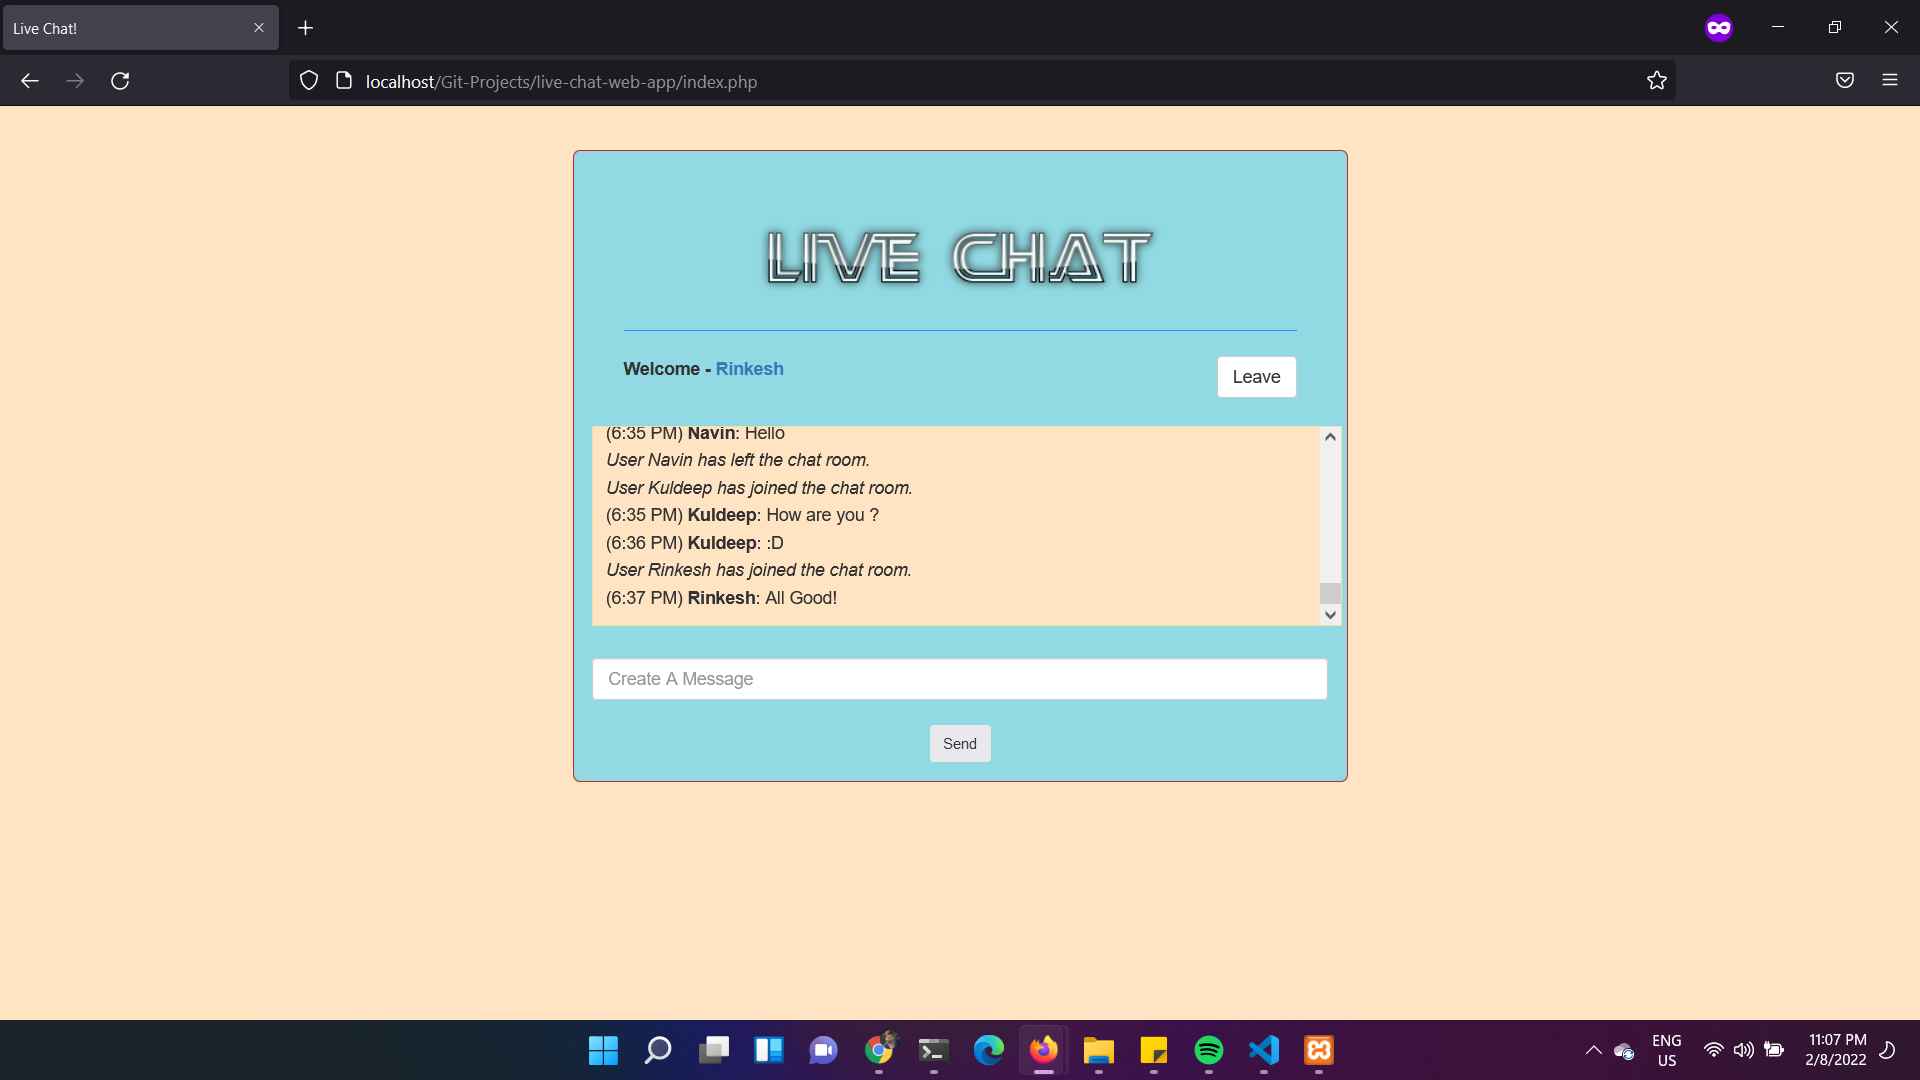 Live Chat!
localhost/Git-Projects/live-chat-web-app/index.php
LIVE CHAT
Welcome - Rinkesh
Leave
(6:35 PM) Navin: Hello
User Navin has left the chat room.
User Kuldeep has joined the chat room.
(6:35 PM) Kuldeep: How are you ?
(6:36 PM) Kuldeep: :D
User Rinkesh has joined the chat room.
(6:37 PM) Rinkesh: All Good!
Create A Message
Send
ENG
US
11:07 PM
2/8/2022